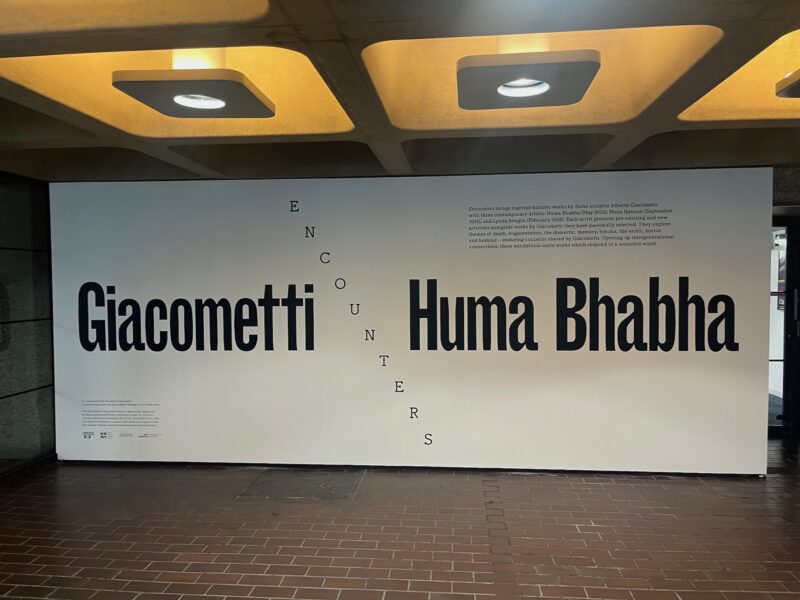 ENCOUNTERS
Encounters brings together historic works by Swiss sculptor Alberto Giacometti
with three contemporary artists: Huma Bhabha (May 2025), Mona Hatoum (September
2025), and Lynda Benglis (February 2026). Each artist presents pre-existing and new
artworks alongside works by Giacometti they have personally selected. They explore
themes of death, fragmentation, the domestic, memory, trauma, the erotic, horror,
and humour – enduring concerns shared by Giacometti. Opening up intergenerational
connections, these exhibitions unite works which respond to a wounded world.
Giacometti
Huma Bhabha